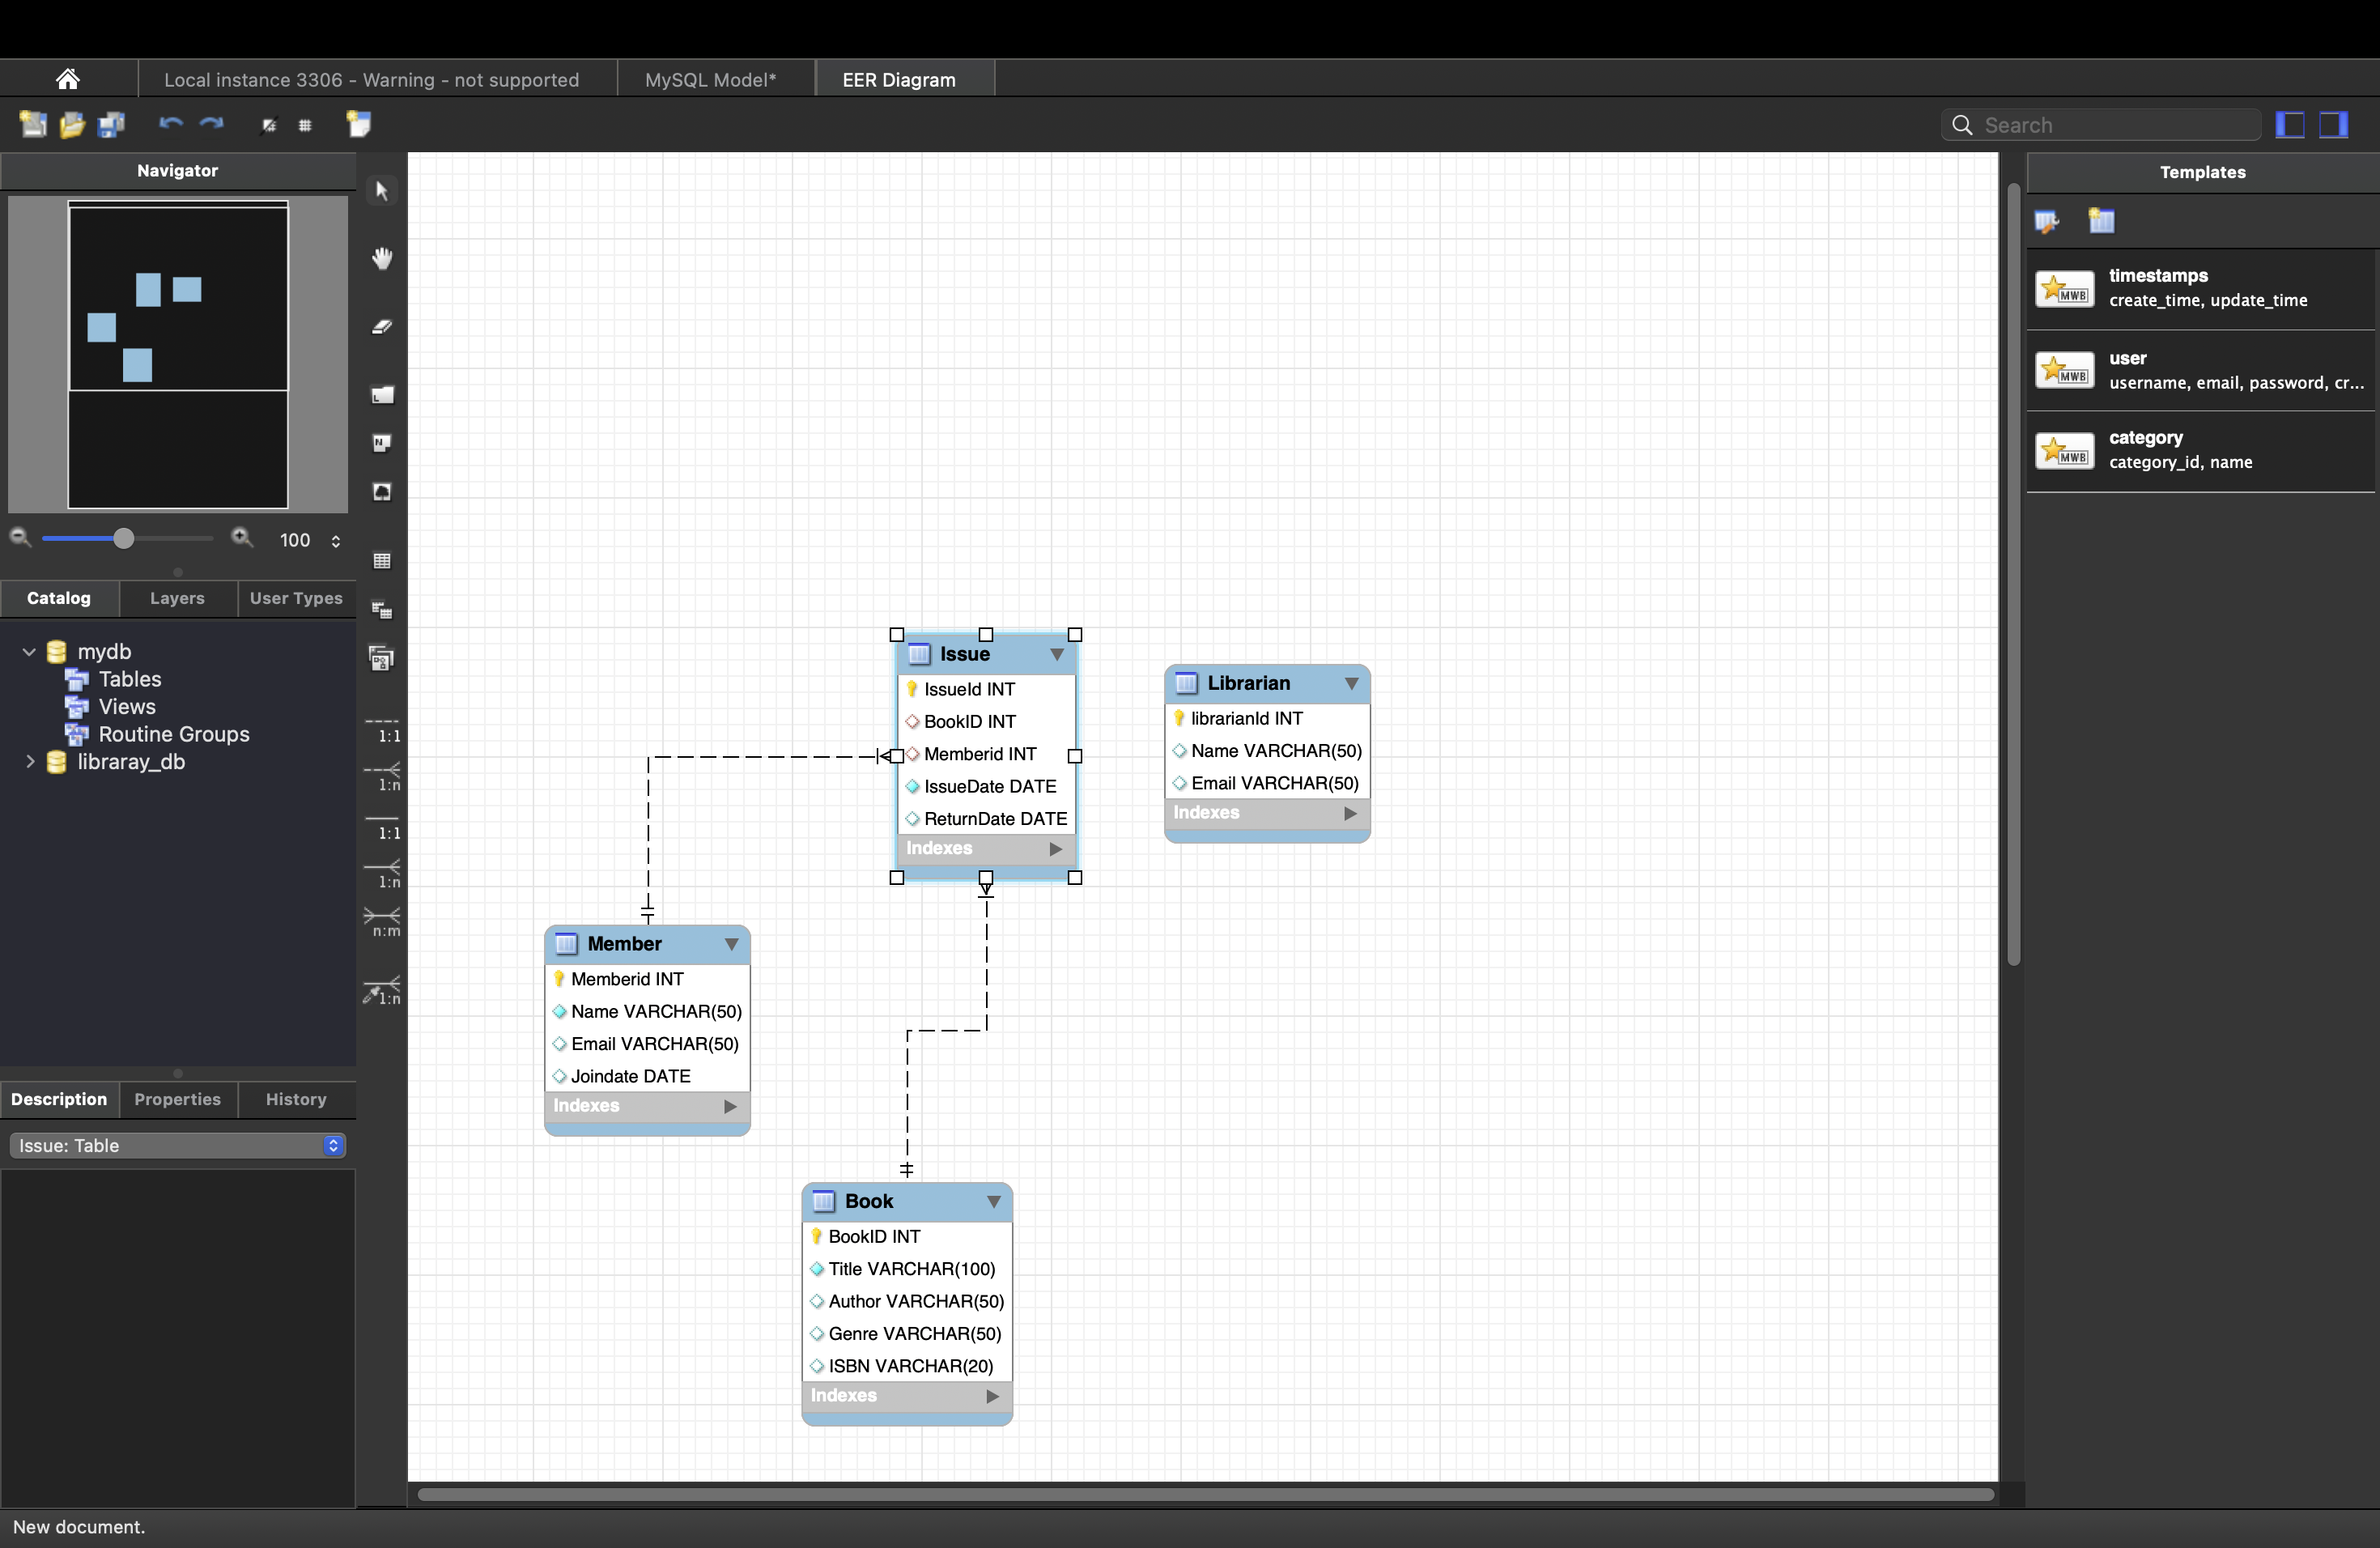 Local instance 3306 - Warning - not supported
MySQL Model*
EER Diagram
Search
Navigator
100
Catalog
Layers
User Types
mydb
Tables
Views
Routine Groups
libraray_db
Description
Properties
History
Issue: Table
L
N
1:1
1:n
1:1
1:n
n:m
1:n
Issue
IssueId INT
BookID INT
Memberid INT
IssueDate DATE
ReturnDate DATE
Indexes
Librarian
librarianId INT
Name VARCHAR(50)
Email VARCHAR(50)
Indexes
Member
Memberid INT
Name VARCHAR(50)
Email VARCHAR(50)
Joindate DATE
Indexes
Book
BookID INT
Title VARCHAR(100)
Author VARCHAR(50)
Genre VARCHAR(50)
ISBN VARCHAR(20)
Indexes
Templates
MWB
timestamps
create_time, update_time
MWB
user
username, email, password, cr...
MWB
category
category_id, name
New document.